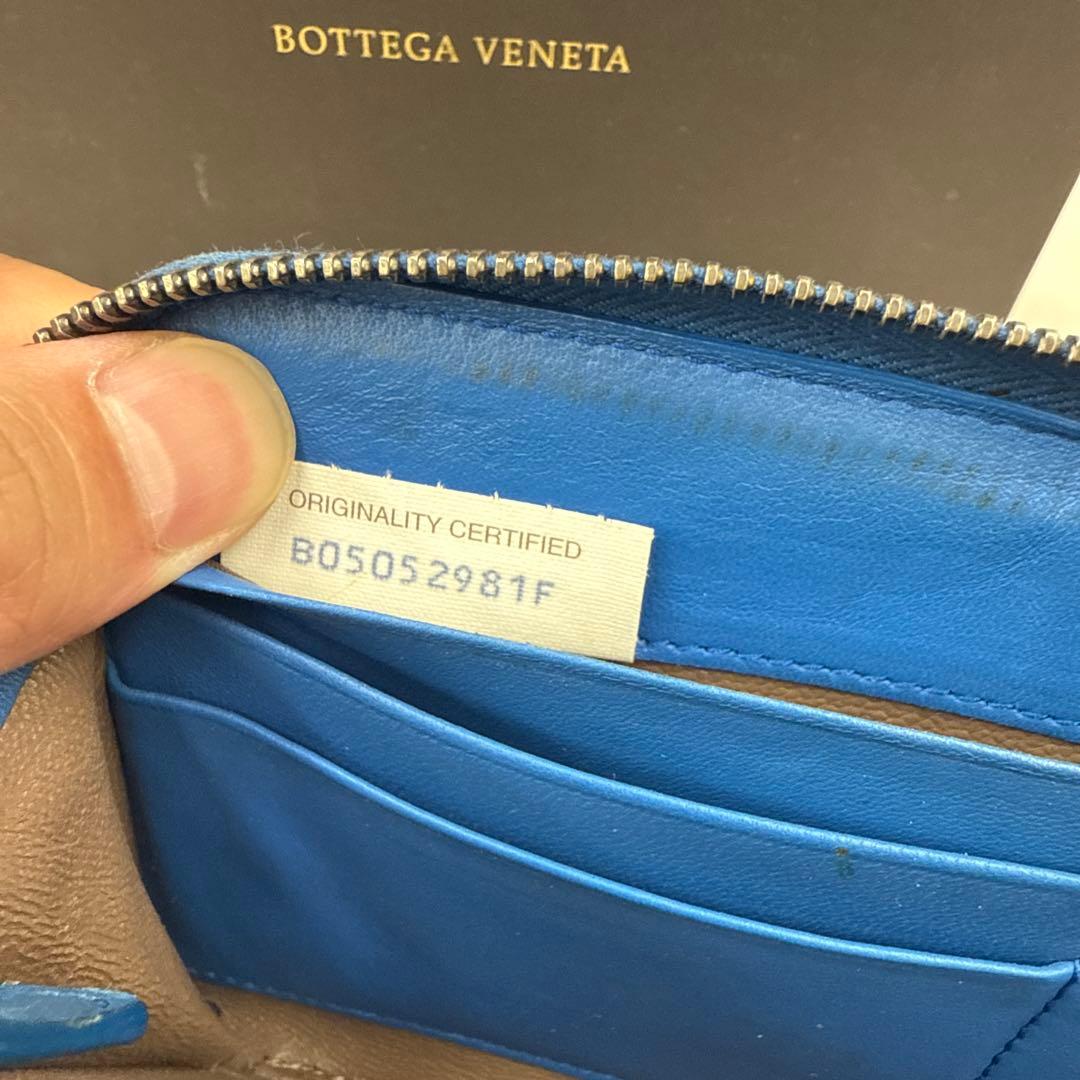 BOTTEGA VENETA
ORIGINALITY CERTIFIED
B05052981F